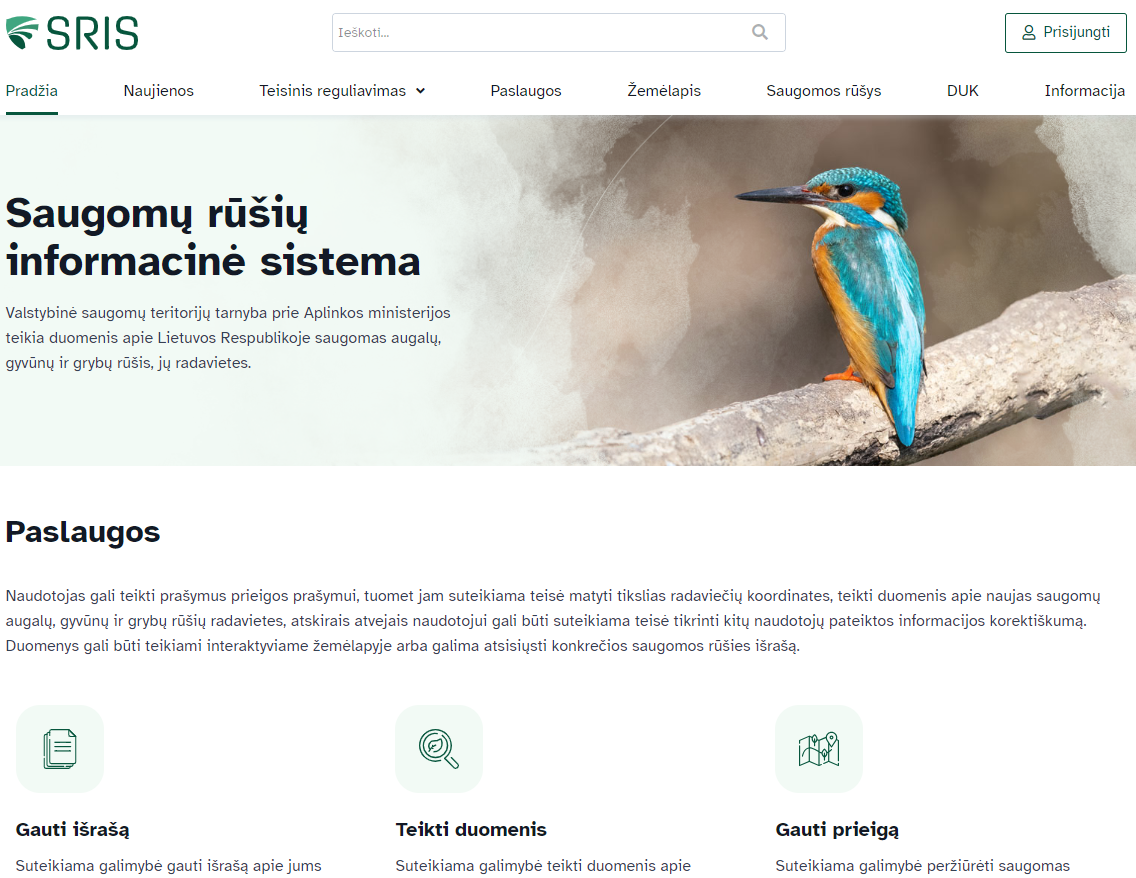 SRIS
Ieškoti...
Prisijungti
Pradžia
Naujienos
Teisinis reguliavimas
Paslaugos
Žemėlapis
Saugomos rūšys
DUK
Informacija
Saugomų rūšių
informacinė sistema
Valstybinė saugomų teritorijų tarnyba prie Aplinkos ministerijos
teikia duomenis apie Lietuvos Respublikoje saugomas augalų,
gyvūnų ir grybų rūšis, jų radavietes.
Paslaugos
Naudotojas gali teikti prašymus prieigos prašymui, tuomet jam suteikiama teisė matyti tikslias radaviečių koordinates, teikti duomenis apie naujas saugomų
augalų, gyvūnų ir grybų rūšių radavietes, atskirais atvejais naudotojui gali būti suteikiama teisė tikrinti kitų naudotojų pateiktos informacijos korektiškumą.
Duomenys gali būti teikiami interaktyviame žemėlapyje arba galima atsisiųsti konkrečios saugomos rūšies išrašą.
Gauti išrašą
Suteikiama galimybė gauti išrašą apie jums
Teikti duomenis
Suteikiama galimybė teikti duomenis apie
Gauti prieigą
Suteikiama galimybė peržiūrėti saugomas